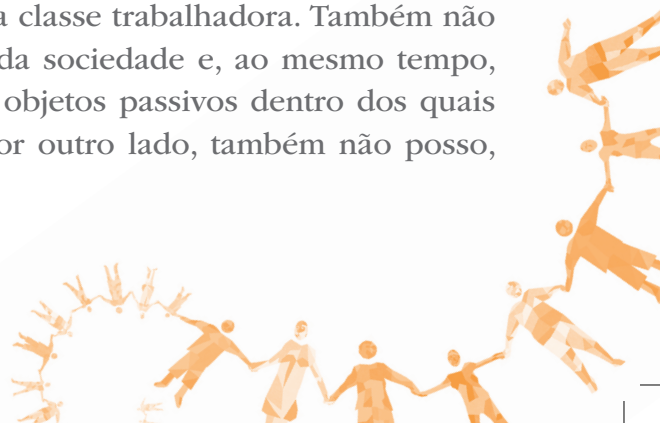 a classe trabalhadora. Também não
da sociedade e, ao mesmo tempo,
objetos passivos dentro dos quais
or outro lado, também não posso,